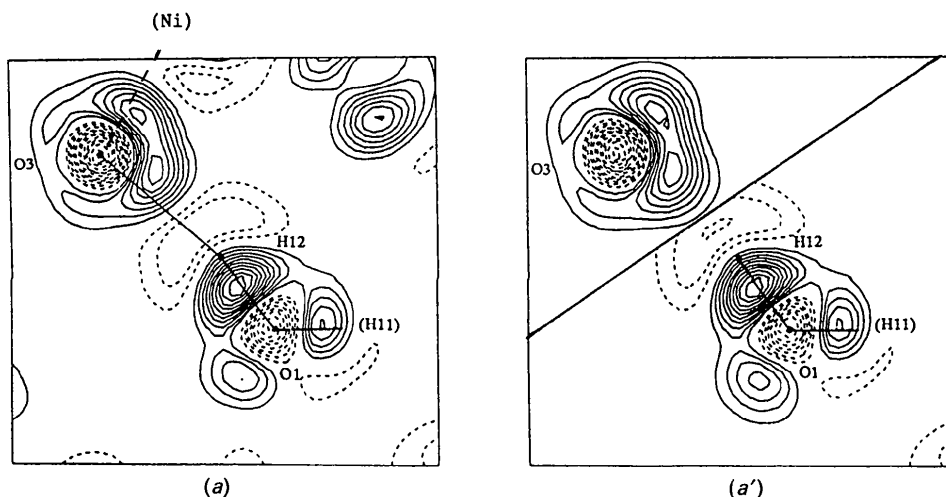 (Ni)
O3
H12
(H11)
O1
(a)
O3
H12
(H11)
O1
(a')